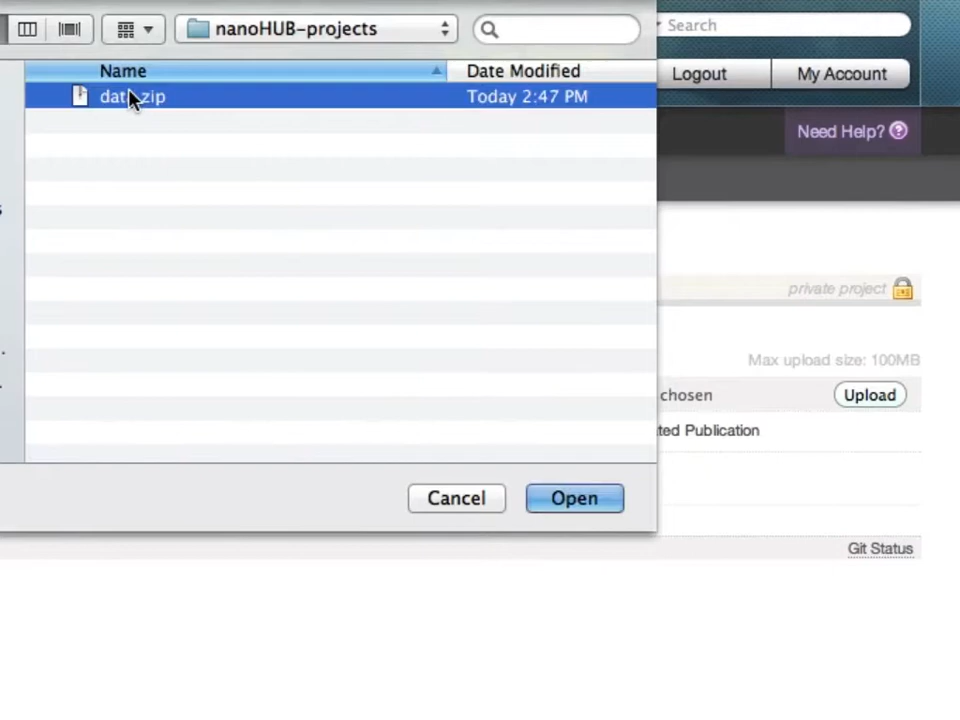 nanoHUB-projects
Search
Name
Date Modified
Logout
My Account
data.zip
Today 2:47 PM
Need Help?
private project
Max upload size: 100MB
chosen
Upload
ted Publication
Cancel
Open
Git Status